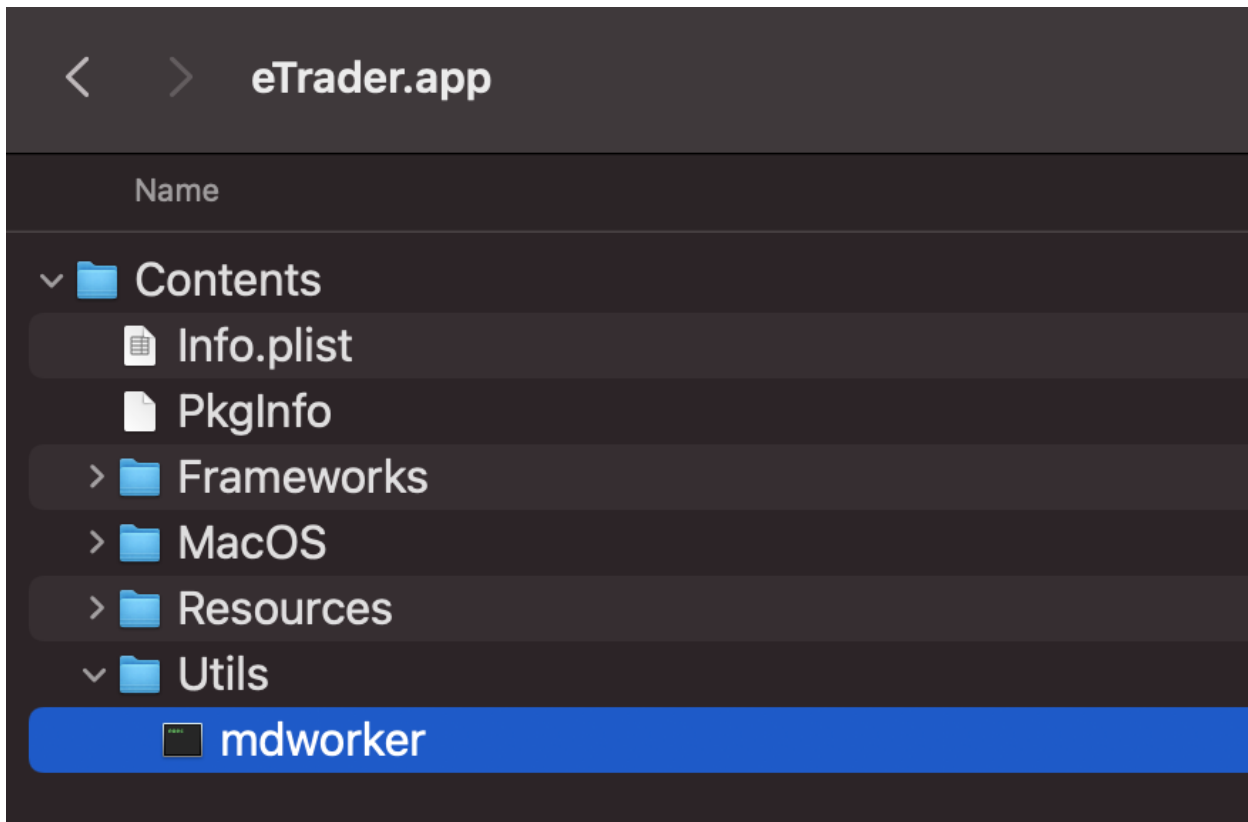 eTrader.app
Name
Contents
Info.plist
PkgInfo
Frameworks
MacOS
Resources
Utils
mdworker